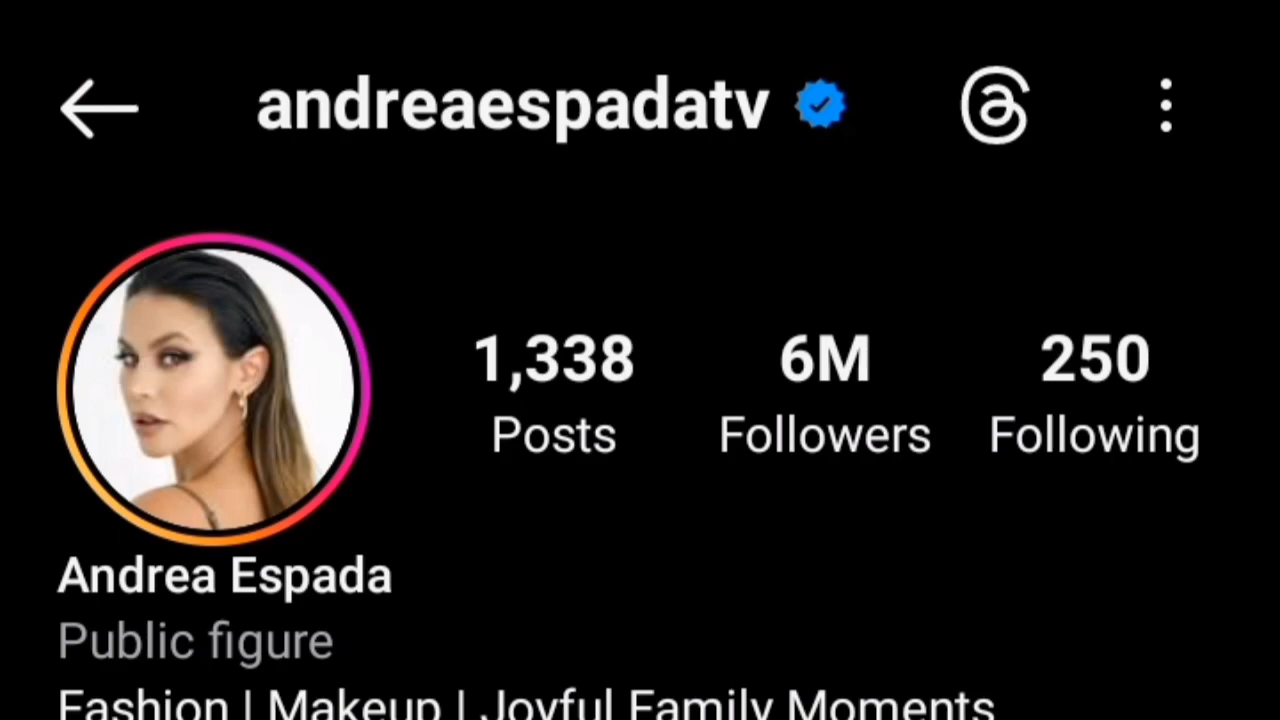 andreaespadatv
1,338 6M 250
Posts Followers Following
Andrea Espada
Public figure
Fashion | Makeup | Joyful Family Moments